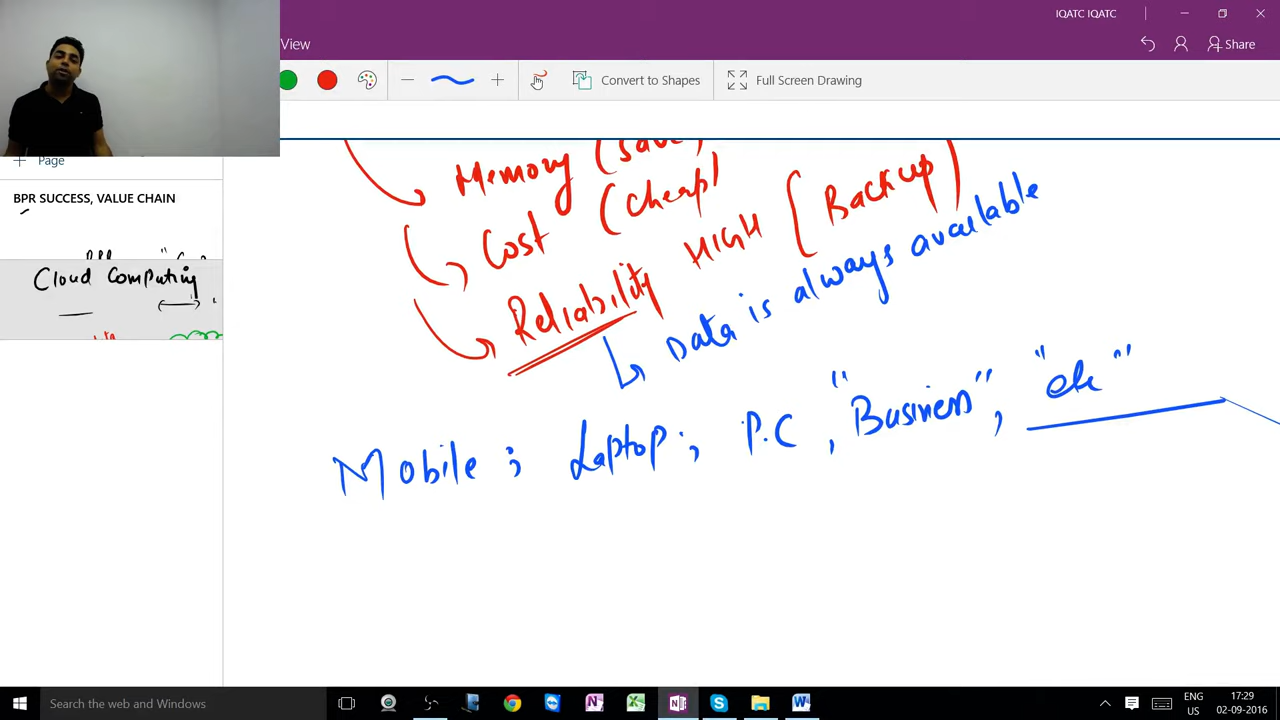 IQATC IQATC
View
Share
Convert to Shapes
Full Screen Drawing
Page
BPR SUCCESS, VALUE CHAIN
Cloud Computing
Memory (Save)
Cost (Cheap)
Reliability HIGH (Backup)
Data is always available
Mobile; Laptop; P.C, "Business", "etc"
Search the web and Windows
ENG
US
17:29
02-09-2016